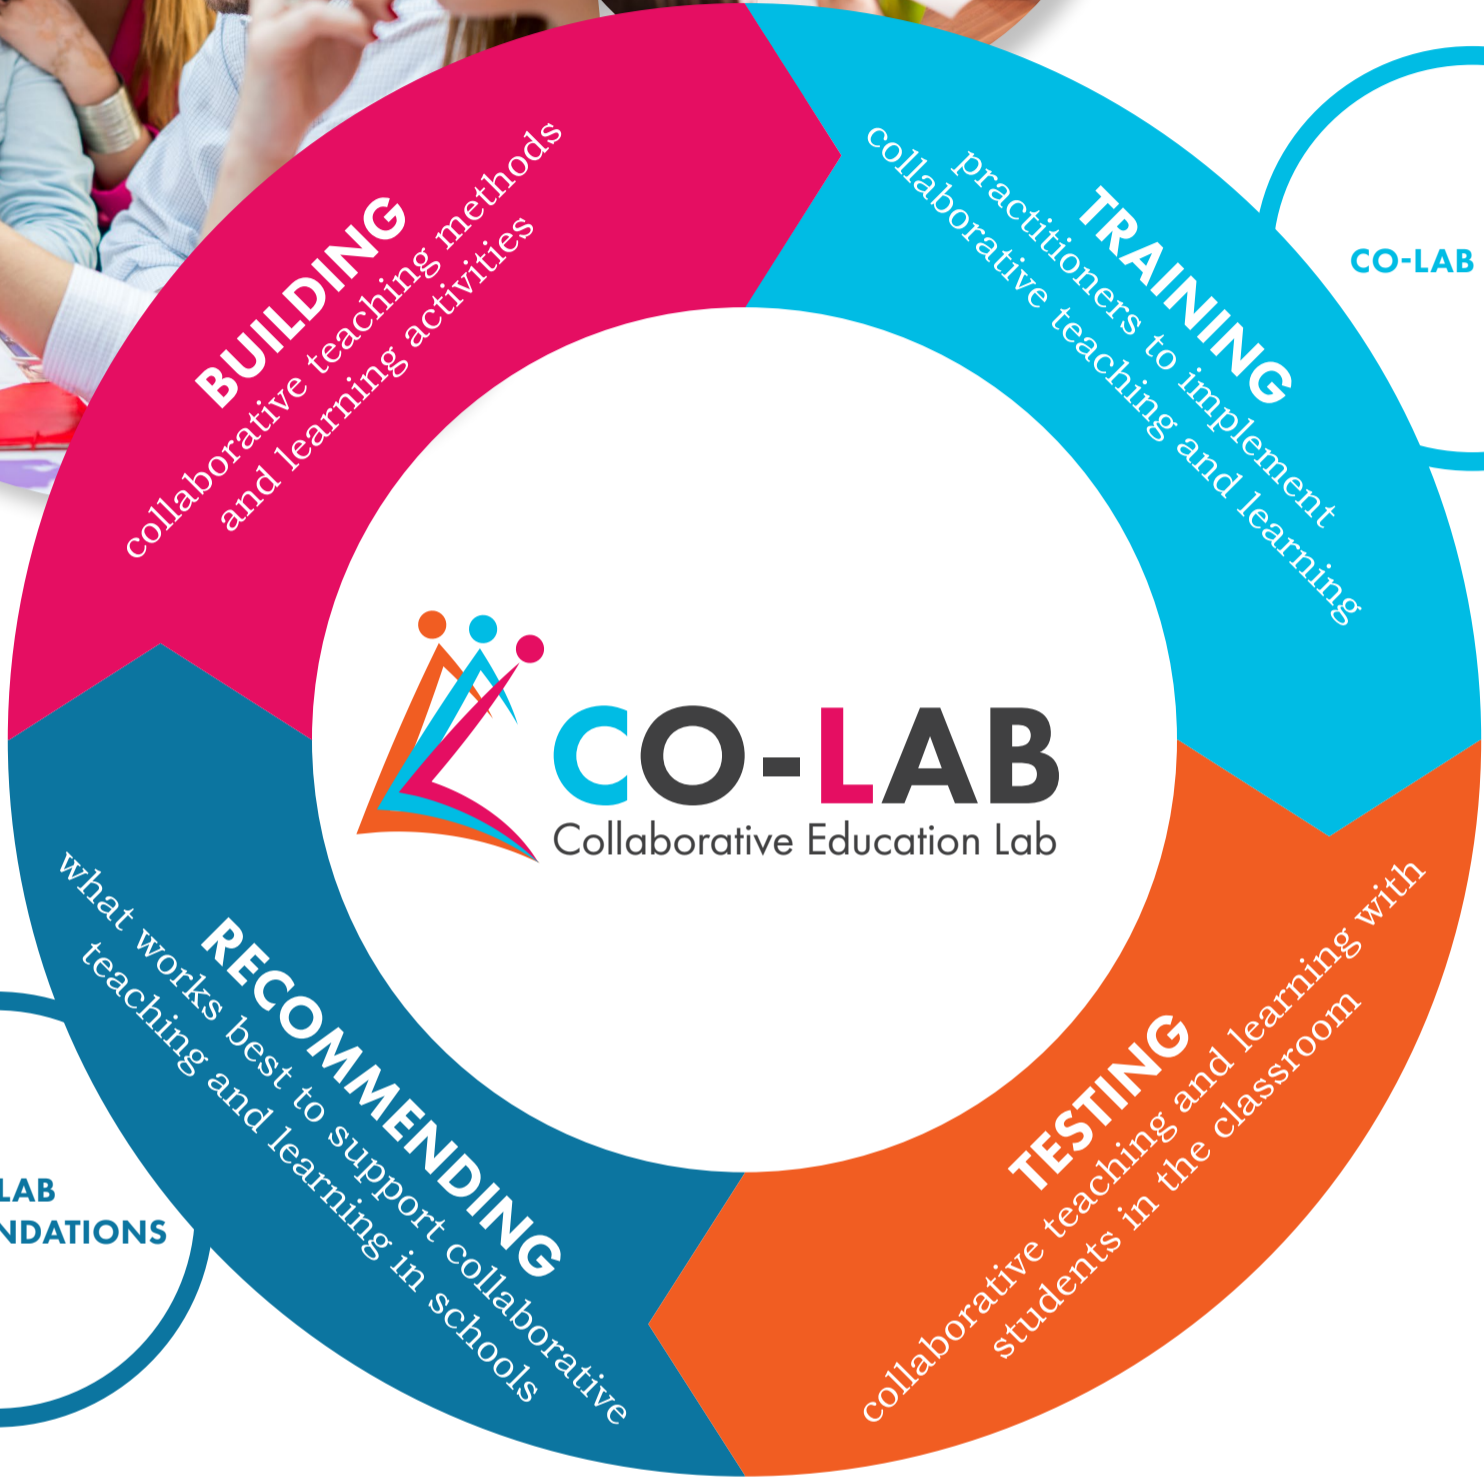 BUILDING
collaborative teaching methods
and learning activities
TRAINING
practitioners to implement
collaborative teaching and learning
CO-LAB
CO-LAB
Collaborative Education Lab
RECOMMENDING
what works best to support collaborative
teaching and learning in schools
TESTING
collaborative teaching and learning with
students in the classroom
LAB
NDATIONS